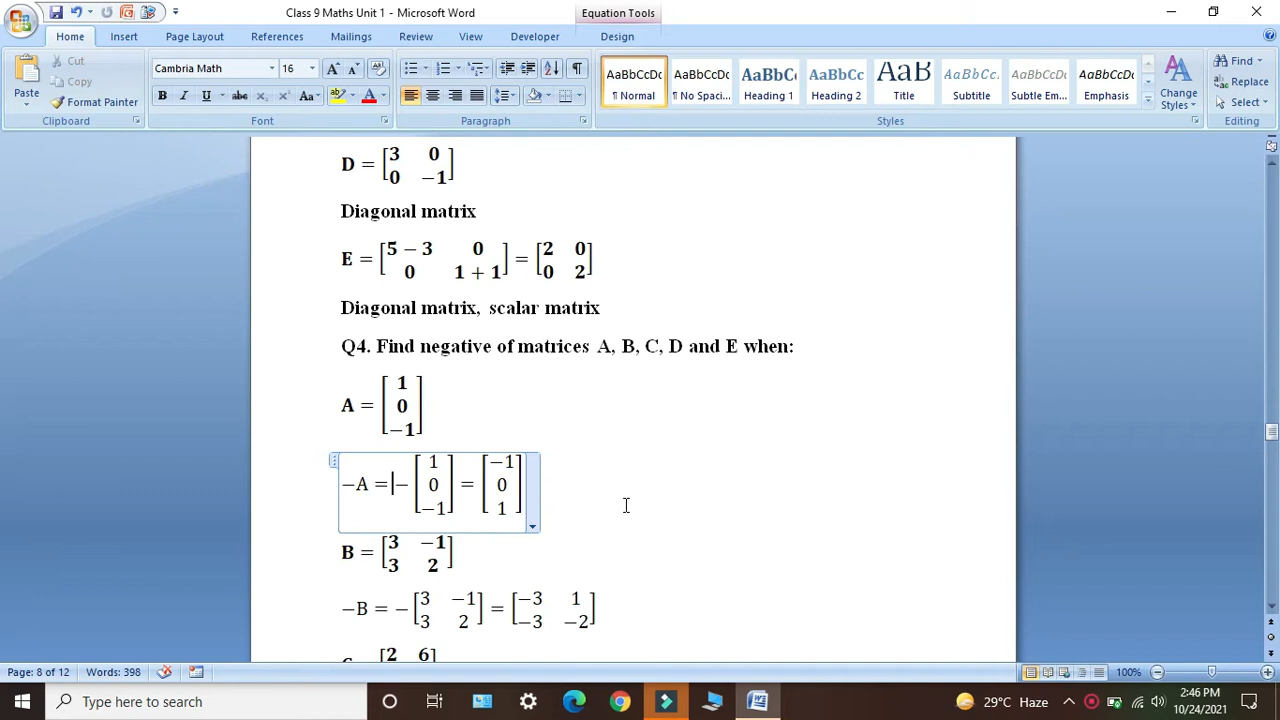 Class 9 Maths Unit 1 - Microsoft Word
Equation Tools
Home Insert Page Layout References Mailings Review View Developer Design
Paste
Cut
Copy
Format Painter
Clipboard
Cambria Math 16
Font
Paragraph
AaBbCcDc AaBbCcDc AaBbC AaBbCc AaB AaBbCc. AaBbCcDc AaBbCcDc
¶ Normal ¶ No Spaci... Heading 1 Heading 2 Title Subtitle Subtle Em... Emphasis
Change Styles
Styles
Find
Replace
Select
Editing
D = [3 0
0 −1]
Diagonal matrix
E = [5 − 3 0
0 1 + 1] = [2 0
0 2]
Diagonal matrix, scalar matrix
Q4. Find negative of matrices A, B, C, D and E when:
A = [1
0
−1]
−A = − [1
0
−1] = [−1
0
1]
B = [3 −1
3 2]
−B = − [3 −1
3 2] = [−3 1
−3 −2]
[2 6]
Page: 8 of 12 Words: 398 100%
Type here to search
29°C Haze
2:46 PM
10/24/2021